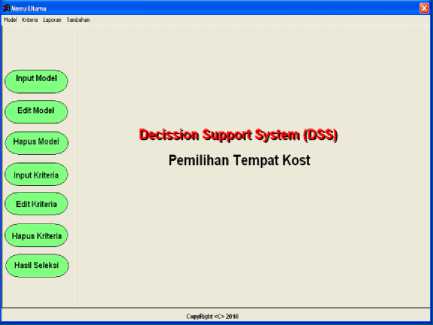 Menu Utama
Model Kriteria Laporan Tambahan
Input Model
Edit Model
Hapus Model
Input Kriteria
Edit Kriteria
Hapus Kriteria
Hasil Seleksi
Decission Support System (DSS)
Pemilihan Tempat Kost
CopyRight <C> 2010